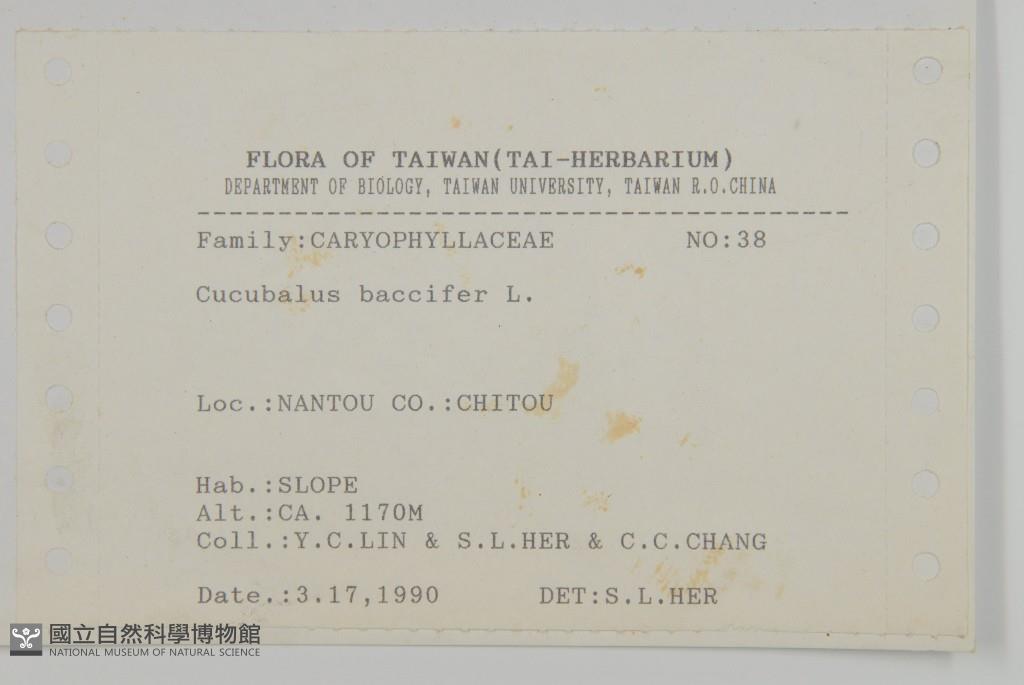 FLORA OF TAIWAN(TAI-HERBARIUM)
DEPARTMENT OF BIOLOGY, TAIWAN UNIVERSITY, TAIWAN R.O.CHINA
----------------------------------------
Family:CARYOPHYLLACEAE NO:38
Cucubalus baccifer L.
Loc.:NANTOU CO.:CHITOU
Hab.:SLOPE
Alt.:CA. 1170M
Coll.:Y.C.LIN & S.L.HER & C.C.CHANG
Date.:3.17,1990 DET:S.L.HER
國立自然科學博物館
NATIONAL MUSEUM OF NATURAL SCIENCE